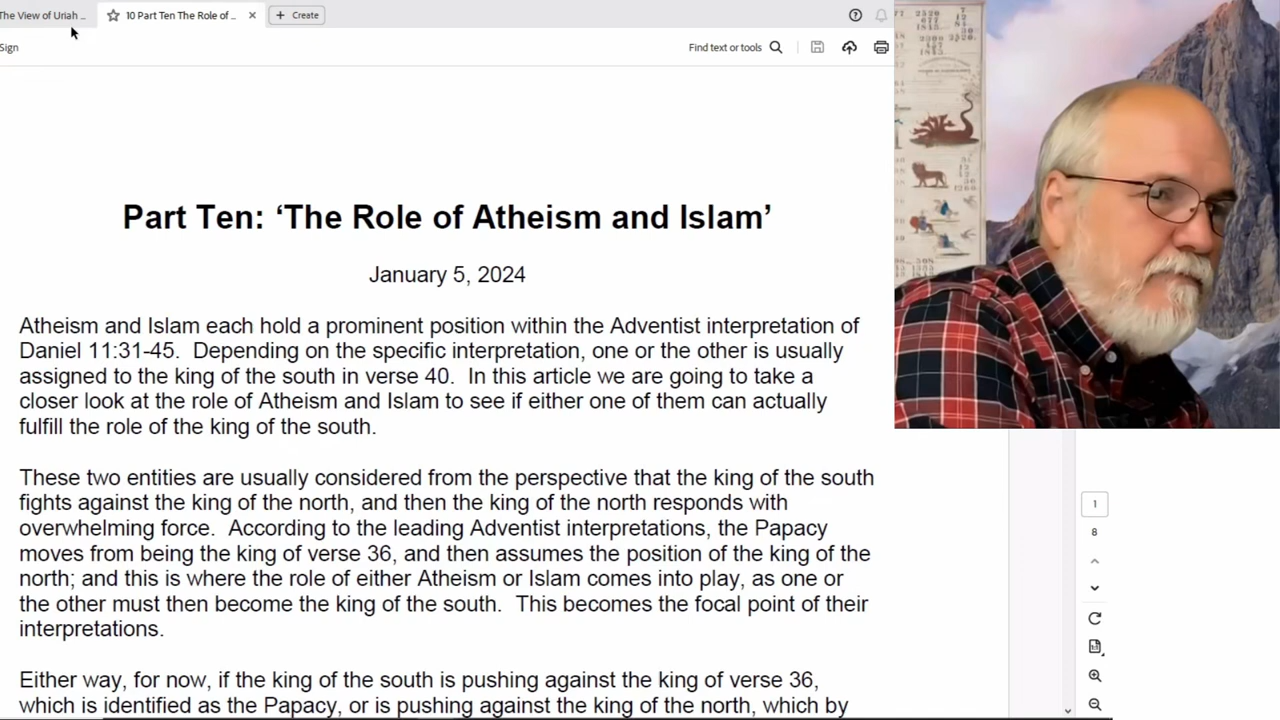 The View of Uriah ...
10 Part Ten The Role of ...
Create
Sign
Find text or tools
Part Ten: ‘The Role of Atheism and Islam’
January 5, 2024
Atheism and Islam each hold a prominent position within the Adventist interpretation of
Daniel 11:31-45.  Depending on the specific interpretation, one or the other is usually
assigned to the king of the south in verse 40.  In this article we are going to take a
closer look at the role of Atheism and Islam to see if either one of them can actually
fulfill the role of the king of the south.
These two entities are usually considered from the perspective that the king of the south
fights against the king of the north, and then the king of the north responds with
overwhelming force.  According to the leading Adventist interpretations, the Papacy
moves from being the king of verse 36, and then assumes the position of the king of the
north; and this is where the role of either Atheism or Islam comes into play, as one or
the other must then become the king of the south.  This becomes the focal point of their
interpretations.
Either way, for now, if the king of the south is pushing against the king of verse 36,
which is identified as the Papacy, or is pushing against the king of the north, which by
1
8